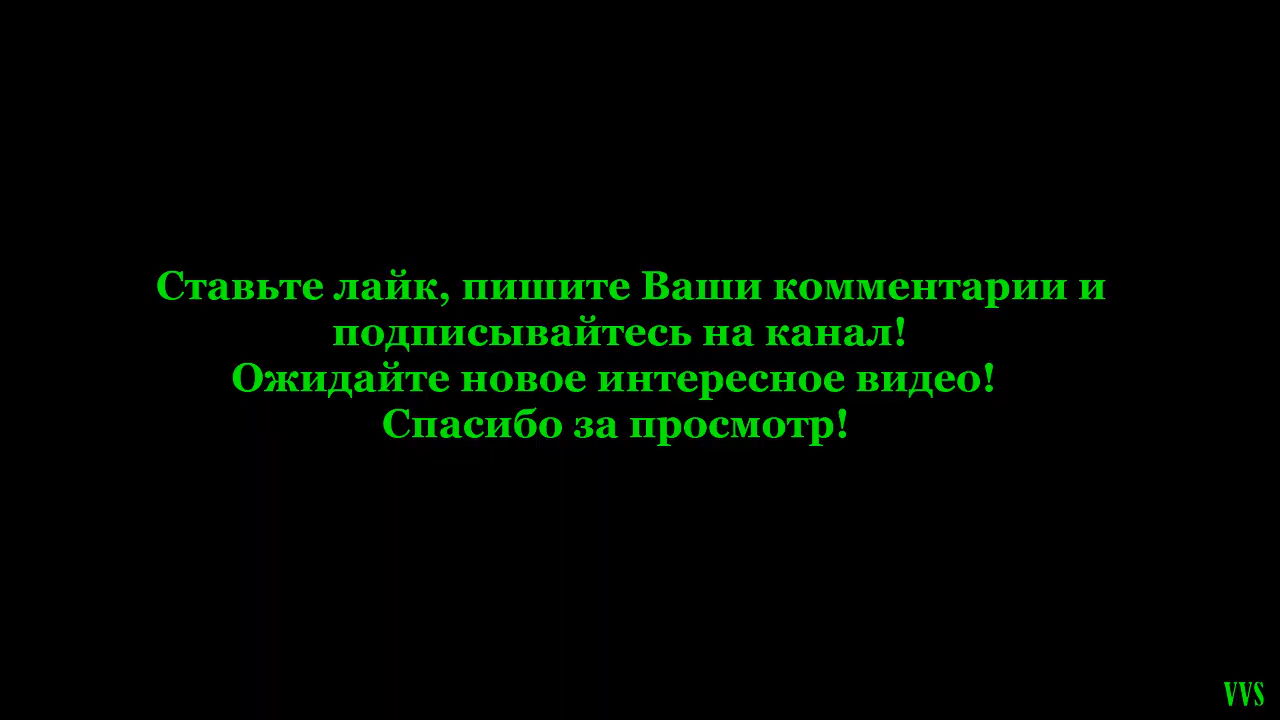 Ставьте лайк, пишите Ваши комментарии и
подписывайтесь на канал!
Ожидайте новое интересное видео!
Спасибо за просмотр!
VVS